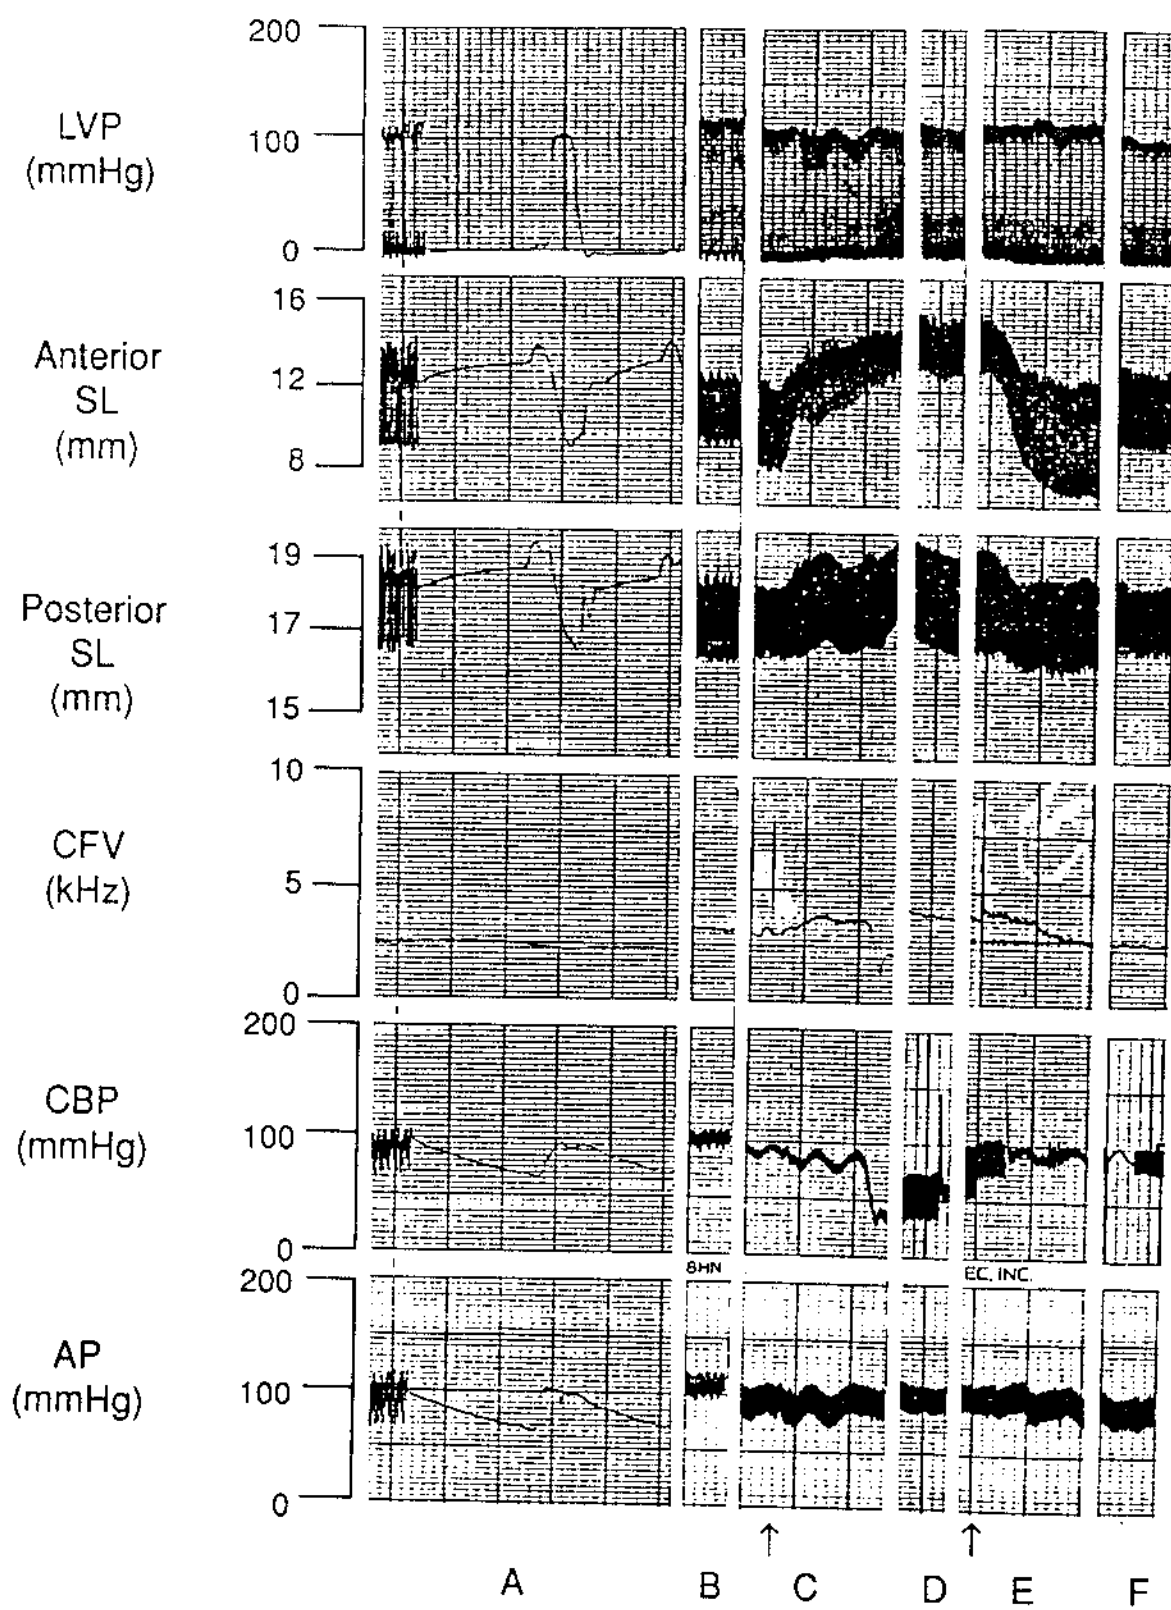 200
LVP
(mmHg)
100
0
16
Anterior
SL
(mm)
12
8
19
Posterior
SL
(mm)
17
15
10
CFV
(kHz)
5
0
200
CBP
(mmHg)
100
0
8HN
EC, INC.
200
AP
(mmHg)
100
0
A B C D E F